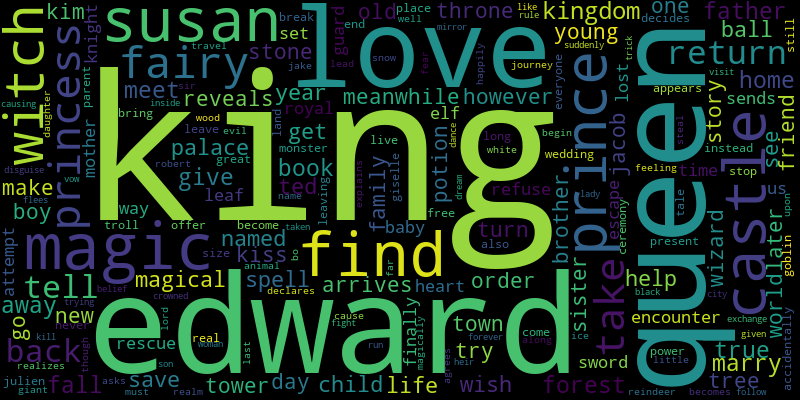 kim
susan
love
break
set
old
guard
place
well
end
throne
like
rule
kingdom
decides
one
father
still
witch
princess
knight
fairy
travel
mirror
stone
jake
lead
snow
fear
happily
journey
young
suddenly
trick
ball
return
parent
meet
reveals
year
meanwhile
however
prince
everyone
lost
queen
appears
home
visit
causing
daughter
mother
inside
sir
bring
wood
royal
land
elf
sends
story
friend
king
palace
leave
evil
monster
get
live
potion
dance
long
white
begin
wedding
jacob
instead
steal
castle
see
make
disguise
vow
robert
great
book
family
giselle
explains
dream
brother
escape
time
stop
feeling
tale
us
boy
flees
give
leaf
name
ted
refuse
lady
upon
way
troll
offer
become
taken
leaving
baby
free
turn
ceremony
present
wizard
attempt
magic
named
size
kiss
animal
bo
find
far
also
take
black
city
worldlater
goblin
tell
belief
crowned
magical
spell
declares
arrives
heart
order
sister
help
encounter
exchange
given
accidentally
away
trying
lord
real
woman
cause
fight
finally
magically
town
come
along
power
little
true
go
new
never
kill
rescue
last
edward
run
forever
agrees
heir
try
ice
sword
marry
tree
back
realizes
though
asks
son
julien
giant
fall
save
must
realm
tower
day
child
life
wish
forest
reindeer
becomes
follow